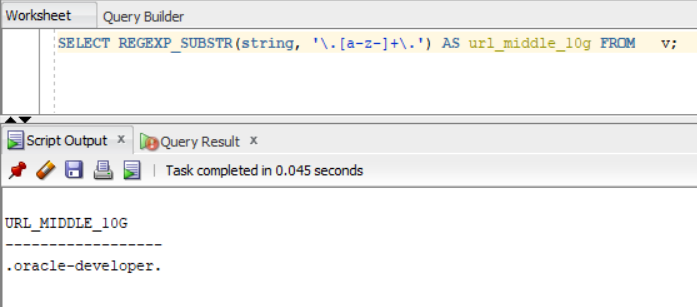 Worksheet Query Builder
SELECT REGEXP_SUBSTR(string, '\.[a-z-]+\.') AS url_middle_10g FROM v;
Script Output x Query Result x
Task completed in 0.045 seconds
URL_MIDDLE_10G
------------------
.oracle-developer.